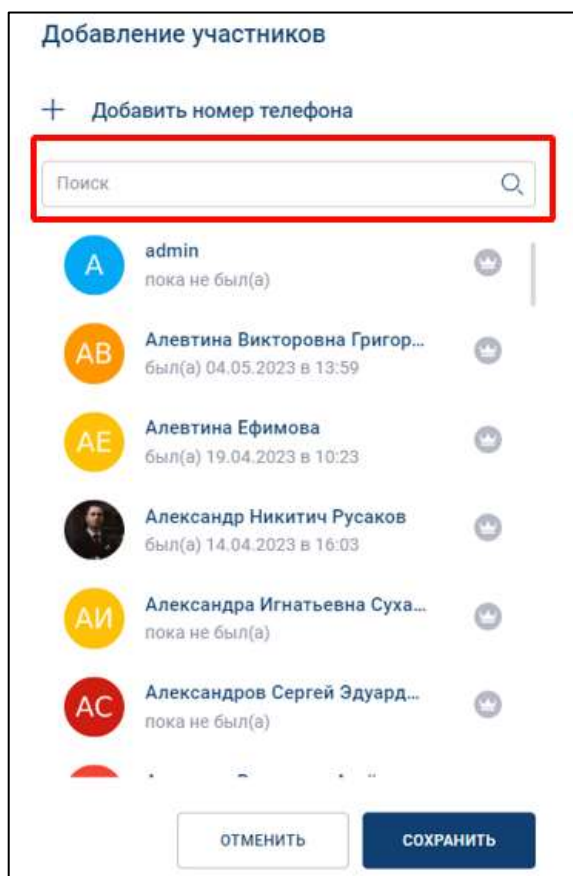 Добавление участников
Добавить номер телефона
Поиск
А
admin
пока не был(а)
АВ
Алевтина Викторовна Григор...
был(а) 04.05.2023 в 13:59
АЕ
Алевтина Ефимова
был(а) 19.04.2023 в 10:23
Александр Никитич Русаков
был(а) 14.04.2023 в 16:03
АИ
Александра Игнатьевна Суха...
пока не был(а)
АС
Александров Сергей Эдуард...
пока не был(а)
ОТМЕНИТЬ
СОХРАНИТЬ